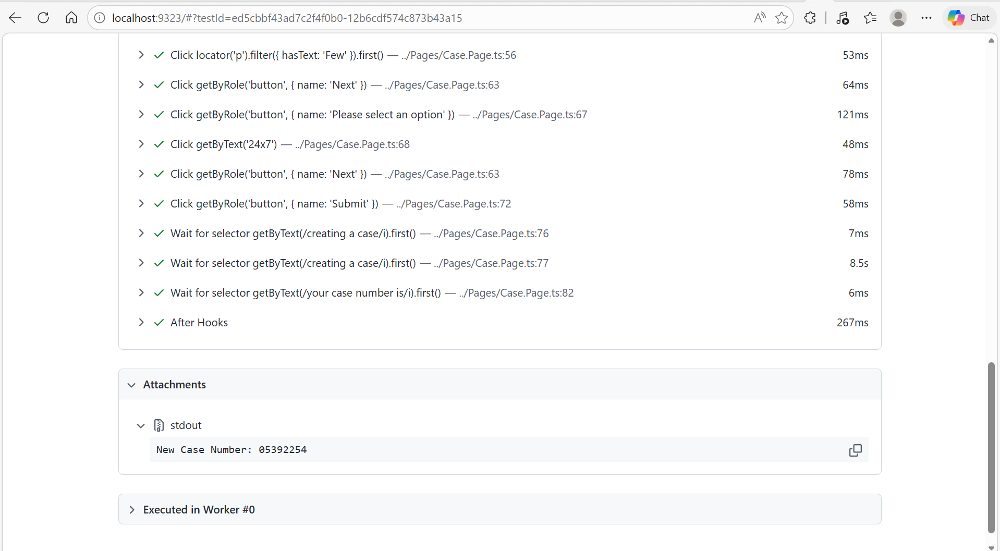 localhost:9323/#?testId=ed5cbbf43ad7c2f4f0b0-12b6cdf574c873b43a15
Chat
Click locator('p').filter({ hasText: 'Few' }).first() — ../Pages/Case.Page.ts:56 53ms
Click getByRole('button', { name: 'Next' }) — ../Pages/Case.Page.ts:63 64ms
Click getByRole('button', { name: 'Please select an option' }) — ../Pages/Case.Page.ts:67 121ms
Click getByText('24x7') — ../Pages/Case.Page.ts:68 48ms
Click getByRole('button', { name: 'Next' }) — ../Pages/Case.Page.ts:63 78ms
Click getByRole('button', { name: 'Submit' }) — ../Pages/Case.Page.ts:72 58ms
Wait for selector getByText(/creating a case/i).first() — ../Pages/Case.Page.ts:76 7ms
Wait for selector getByText(/creating a case/i).first() — ../Pages/Case.Page.ts:77 8.5s
Wait for selector getByText(/your case number is/i).first() — ../Pages/Case.Page.ts:82 6ms
After Hooks 267ms
Attachments
stdout
New Case Number: 05392254
Executed in Worker #0